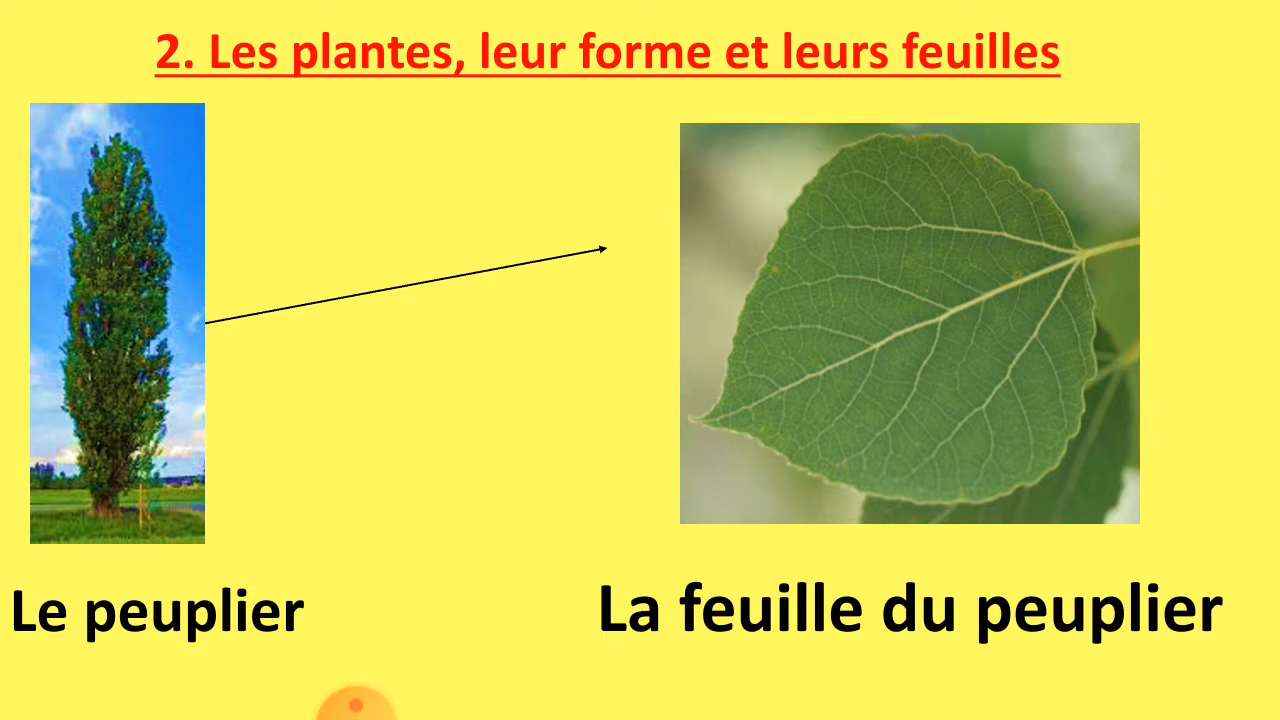 2. Les plantes, leur forme et leurs feuilles
Le peuplier
La feuille du peuplier